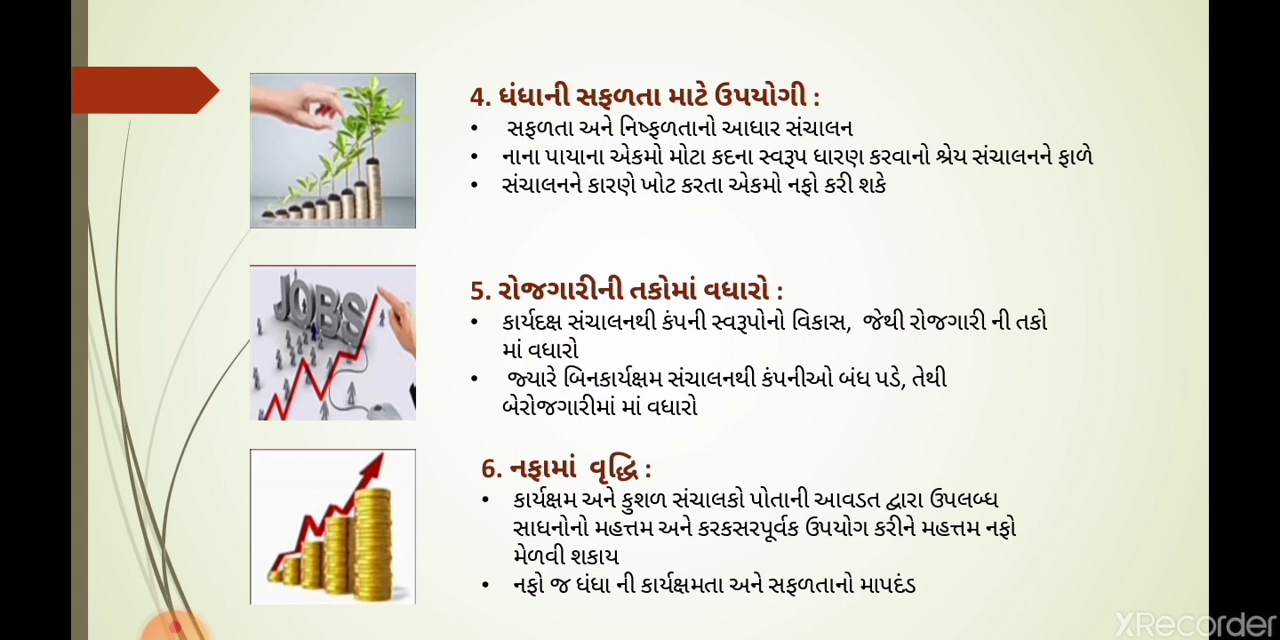 4. ધંધાની સફળતા માટે ઉપયોગી :
• સફળતા અને નિષ્ફળતાનો આધાર સંચાલન
• નાના પાયાના એકમો મોટા કદના સ્વરૂપ ધારણ કરવાનો શ્રેય સંચાલનને ફાળે
• સંચાલનને કારણે ખોટ કરતા એકમો નફો કરી શકે
JOBS
5. રોજગારીની તકોમાં વધારો :
• કાર્યદક્ષ સંચાલનથી કંપની સ્વરૂપોનો વિકાસ, જેથી રોજગારી ની તકો
માં વધારો
• જ્યારે બિનકાર્યક્ષમ સંચાલનથી કંપનીઓ બંધ પડે, તેથી
બેરોજગારીમાં માં વધારો
6. નફામાં વૃદ્ધિ :
• કાર્યક્ષમ અને કુશળ સંચાલકો પોતાની આવડત દ્વારા ઉપલબ્ધ
સાધનોનો મહત્તમ અને કરકસરપૂર્વક ઉપયોગ કરીને મહત્તમ નફો
મેળવી શકાય
• નફો જ ધંધા ની કાર્યક્ષમતા અને સફળતાનો માપદંડ
XRecorder